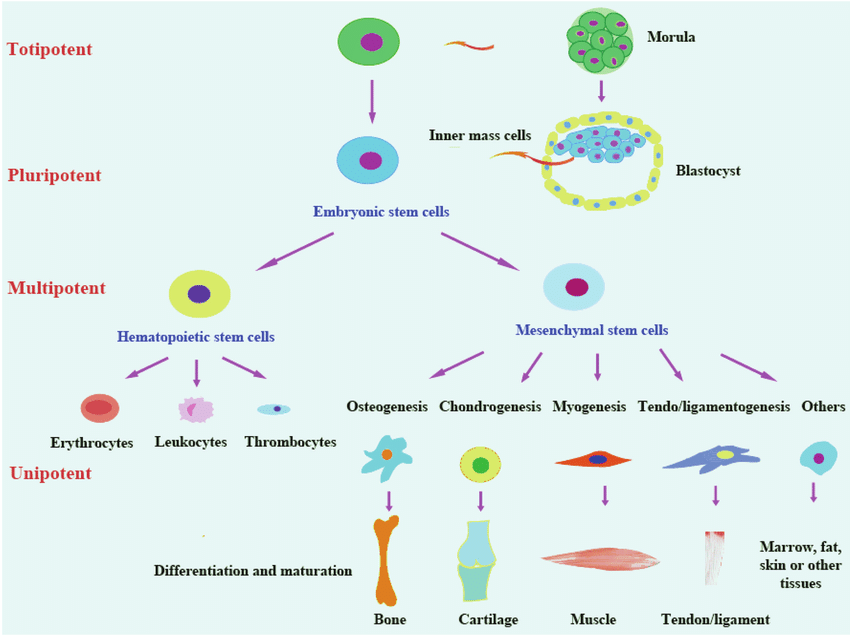 Totipotent
Morula
Inner mass cells
Pluripotent
Blastocyst
Embryonic stem cells
Multipotent
Hematopoietic stem cells
Mesenchymal stem cells
Osteogenesis
Chondrogenesis
Myogenesis
Tendo/ligamentogenesis
Others
Erythrocytes
Leukocytes
Thrombocytes
Unipotent
Differentiation and maturation
Marrow, fat,
skin or other
tissues
Bone
Cartilage
Muscle
Tendon/ligament